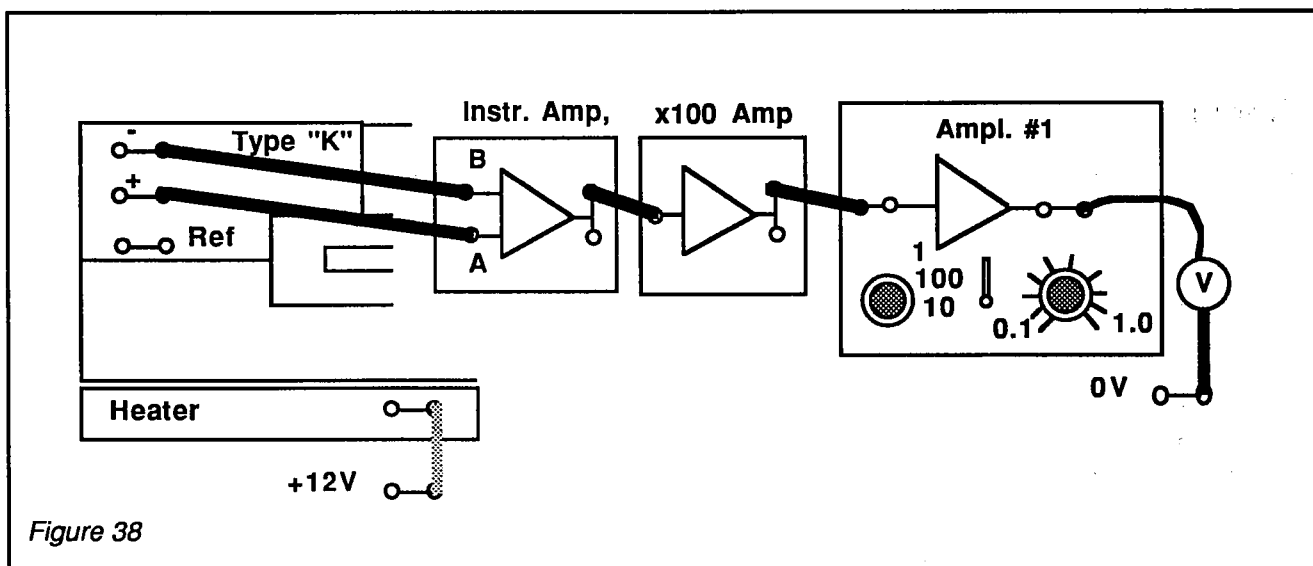 Instr. Amp, x100 Amp
Ampl. #1
- Type "K"
B
+
Ref
A
1
100
10
0.1 1.0
V
0V
Heater
+12V
Figure 38